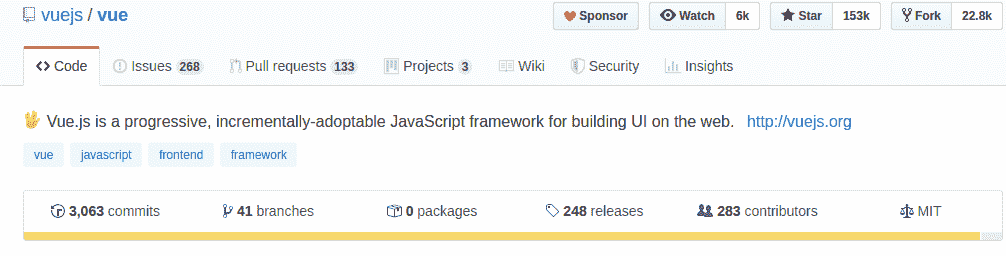 vuejs / vue Sponsor Watch 6k Star 153k Fork 22.8k
Code Issues 268 Pull requests 133 Projects 3 Wiki Security Insights
Vue.js is a progressive, incrementally-adoptable JavaScript framework for building UI on the web. http://vuejs.org
vue javascript frontend framework
3,063 commits 41 branches 0 packages 248 releases 283 contributors MIT